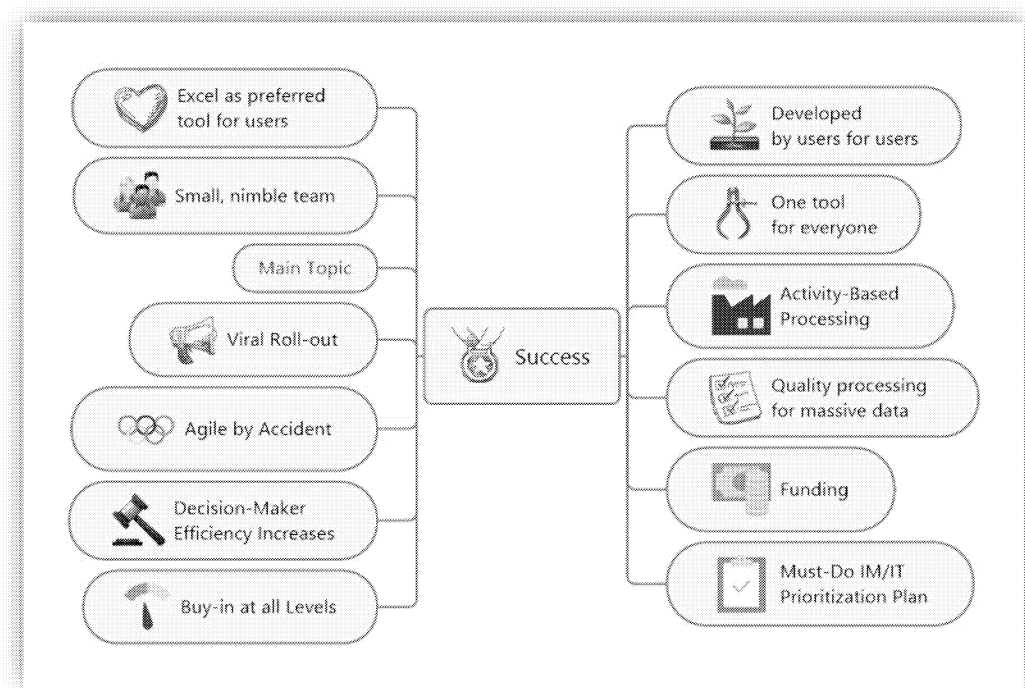 Excel as preferred
tool for users
Small, nimble team
Main Topic
Viral Roll-out
Agile by Accident
Decision-Maker
Efficiency Increases
Buy-in at all Levels
Success
Developed
by users for users
One tool
for everyone
Activity-Based
Processing
Quality processing
for massive data
Funding
Must-Do IM/IT
Prioritization Plan